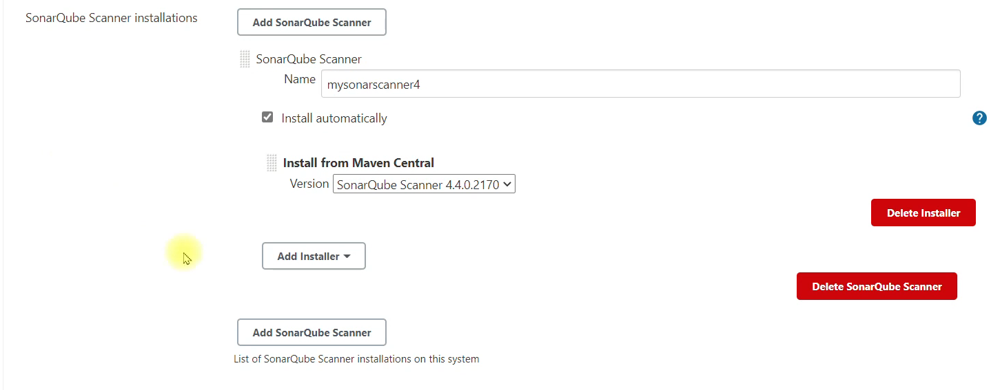 SonarQube Scanner installations
Add SonarQube Scanner
SonarQube Scanner
Name
mysonarscanner4
Install automatically
?
Install from Maven Central
Version
SonarQube Scanner 4.4.0.2170
Delete Installer
Add Installer
Delete SonarQube Scanner
Add SonarQube Scanner
List of SonarQube Scanner installations on this system